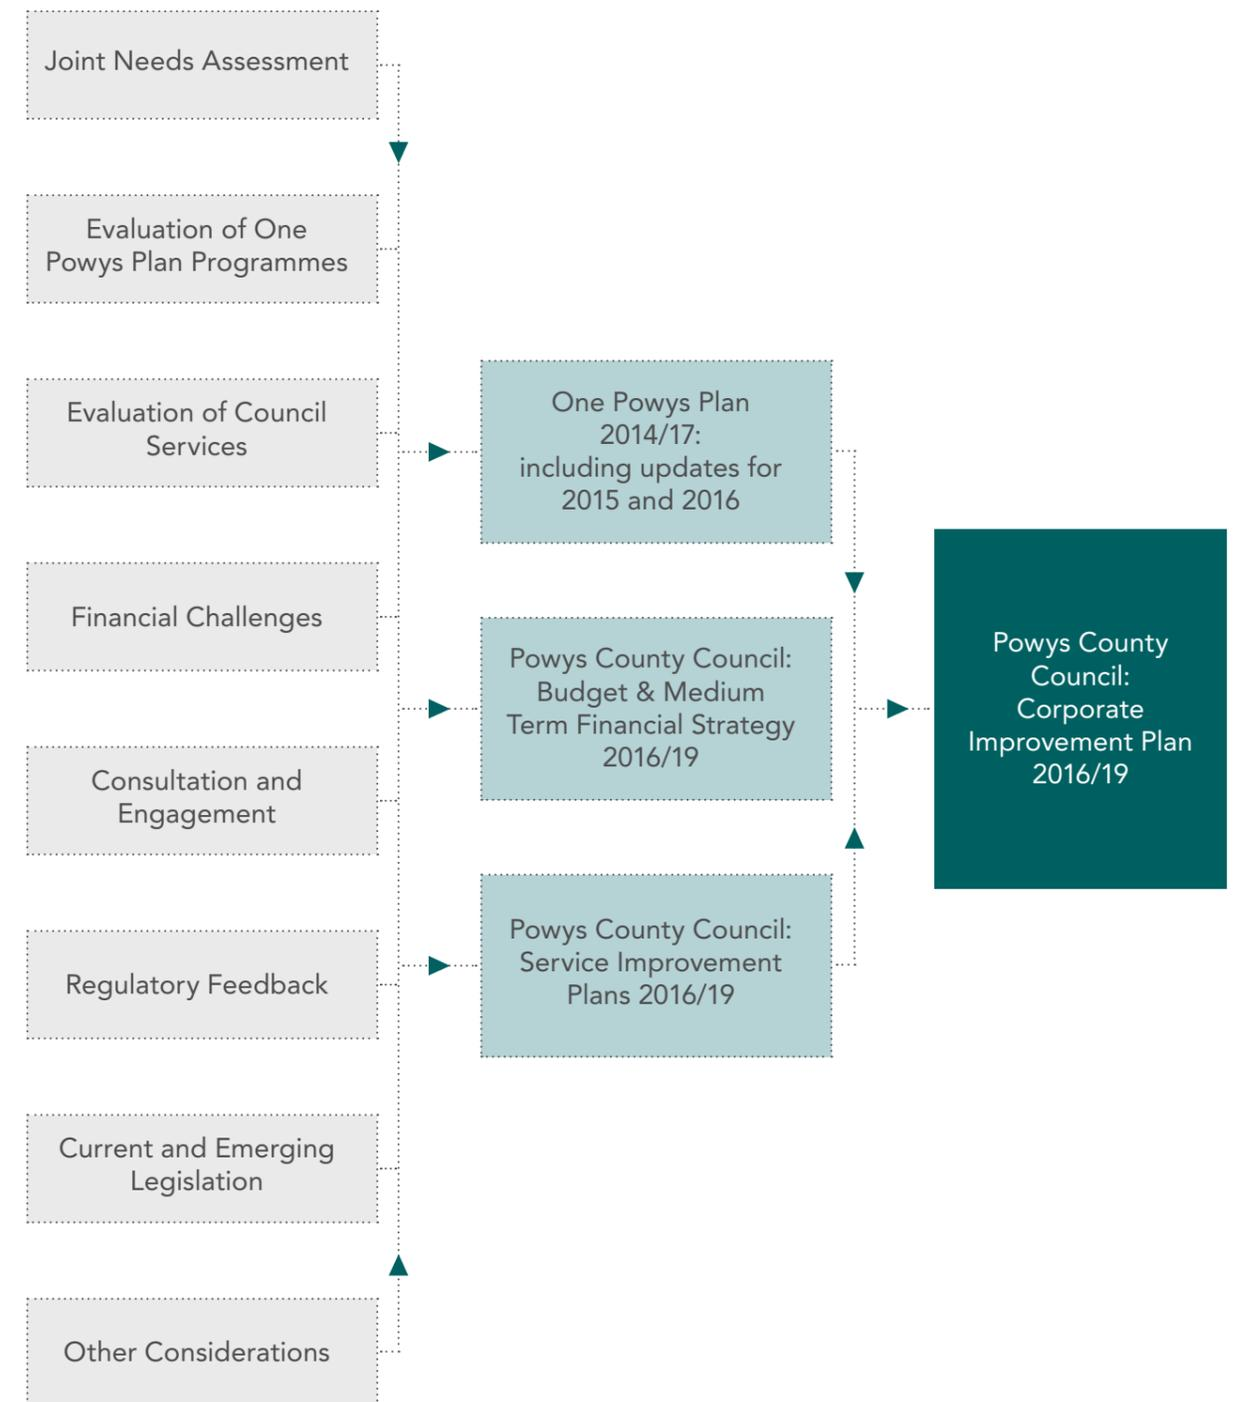 Joint Needs Assessment
Evaluation of One
Powys Plan Programmes
Evaluation of Council
Services
Financial Challenges
Consultation and
Engagement
Regulatory Feedback
Current and Emerging
Legislation
Other Considerations
One Powys Plan
2014/17:
including updates for
2015 and 2016
Powys County Council:
Budget & Medium
Term Financial Strategy
2016/19
Powys County Council:
Service Improvement
Plans 2016/19
Powys County
Council:
Corporate
Improvement Plan
2016/19